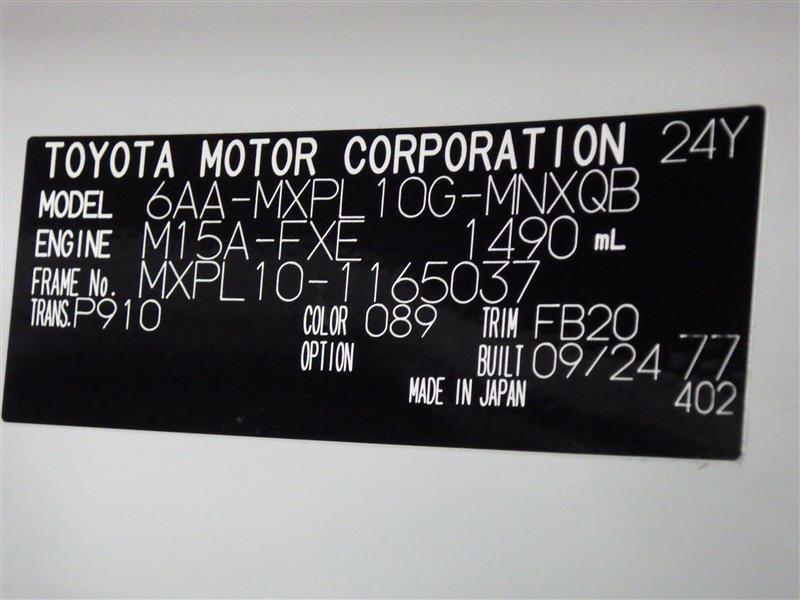 TOYOTA MOTOR CORPORATION 24Y
MODEL 6AA-MXPL10G-MNXQB
ENGINE M15A-FXE 1490 mL
FRAME No. MXPL10-1165037
TRANS. P910 COLOR 089 TRIM FB20
OPTION BUILT 09/24 77
MADE IN JAPAN 402